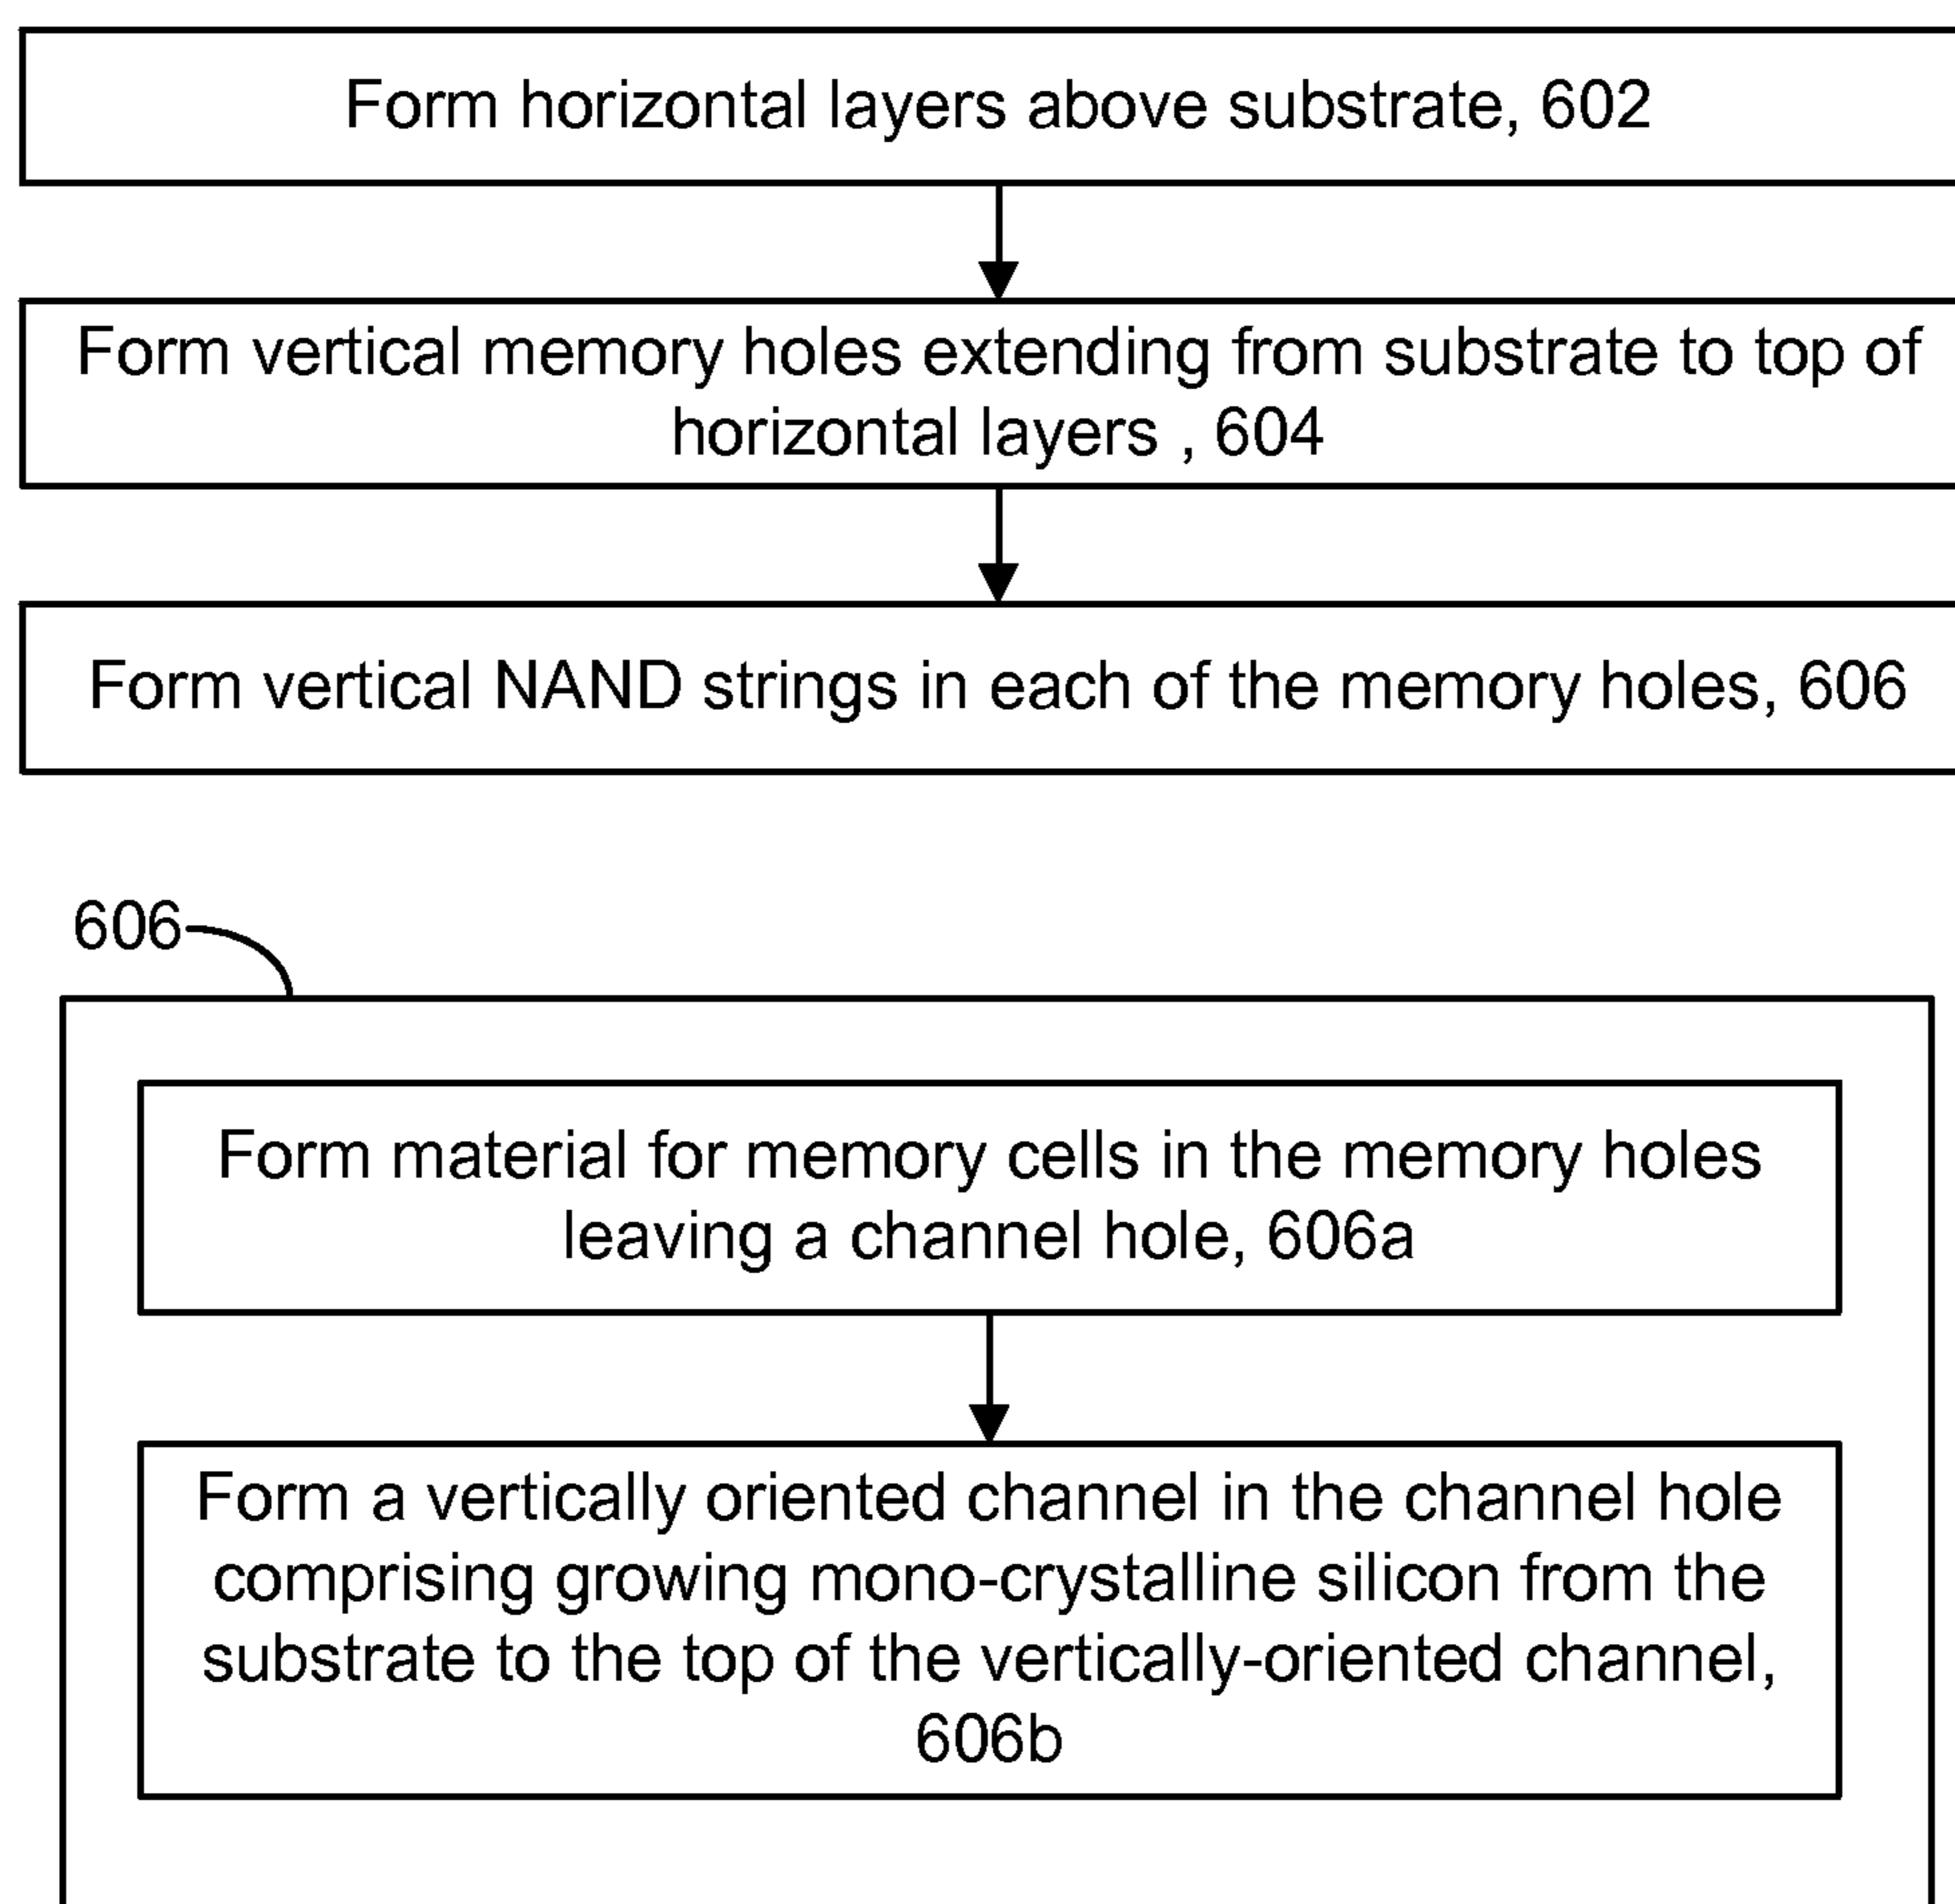 Form horizontal layers above substrate, 602
Form vertical memory holes extending from substrate to top of
horizontal layers , 604
Form vertical NAND strings in each of the memory holes, 606
606
Form material for memory cells in the memory holes
leaving a channel hole, 606a
Form a vertically oriented channel in the channel hole
comprising growing mono-crystalline silicon from the
substrate to the top of the vertically-oriented channel,
606b